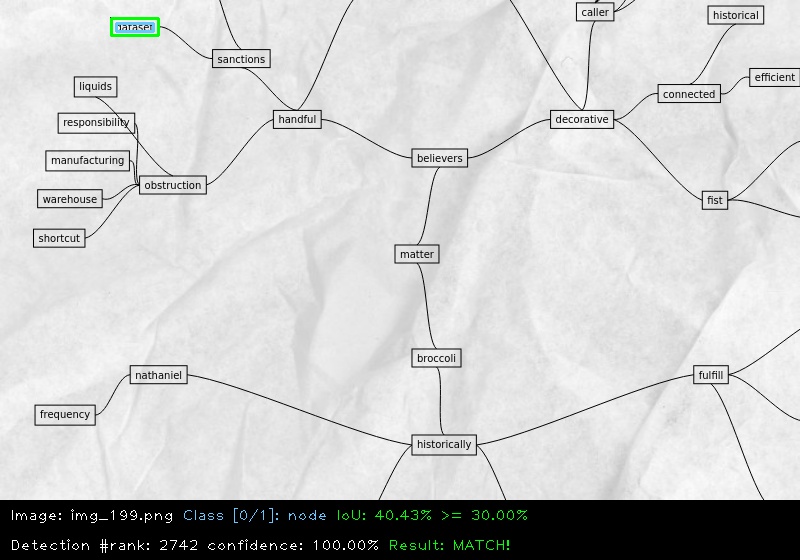 caller
historical
sanctions
efficient
liquids
connected
responsibility
handful
decorative
believers
manufacturing
obstruction
warehouse
fist
shortcut
matter
broccoli
nathaniel
fulfill
frequency
historically
Image: img_199.png Class [0/1]: node IoU: 40.43% >= 30.00%
Detection #rank: 2742 confidence: 100.00% Result: MATCH!